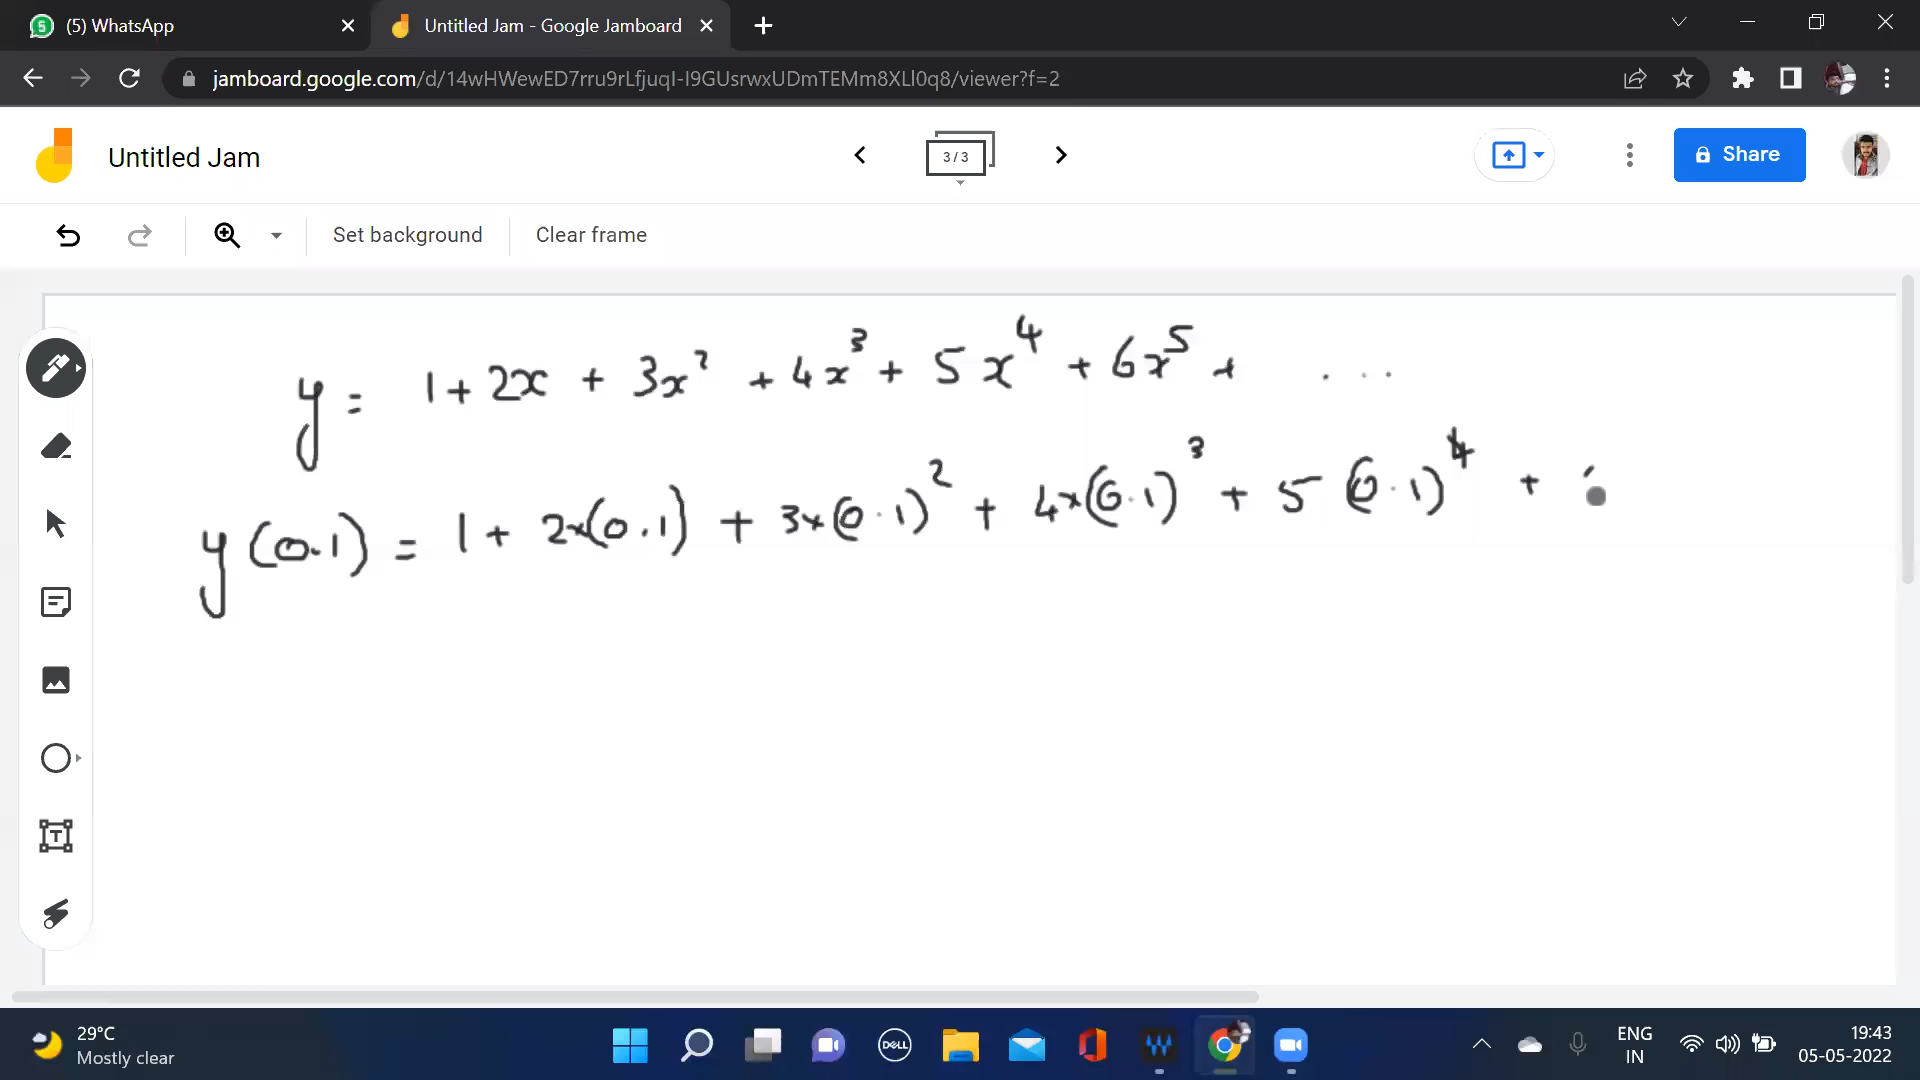 (5) WhatsApp
Untitled Jam - Google Jamboard
jamboard.google.com/d/14wHWewED7rru9rLfjuqI-I9GUsrwxUDmTEMm8XLl0q8/viewer?f=2
Untitled Jam
3 / 3
Share
Set background
Clear frame
y = 1 + 2x + 3x² + 4x³ + 5x⁴ + 6x⁵ + . . . .
y(0.1) = 1 + 2×(0.1) + 3×(0.1)² + 4×(0.1)³ + 5(0.1)⁴ +
29°C
Mostly clear
DELL
ENG
IN
19:43
05-05-2022